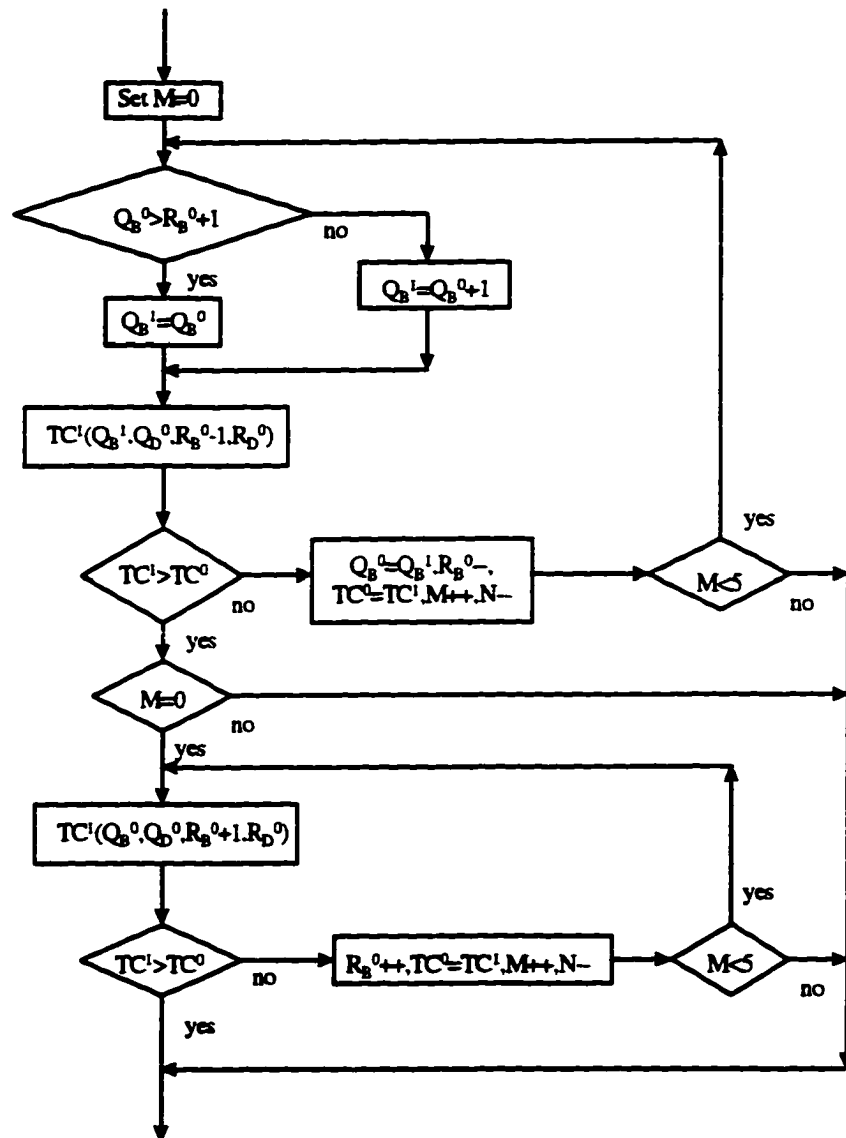 Set M=0
Q_B^0>R_B^0+1
no
yes
Q_B^1=Q_B^0+1
Q_B^1=Q_B^0
TC^1(Q_B^1.Q_D^0.R_B^0-1.R_D^0)
yes
TC^1>TC^0
no
Q_B^0=Q_B^1,R_B^0--,
TC^0=TC^1,M++,N--
M<5
no
yes
M=0
no
yes
TC^1(Q_B^0,Q_D^0,R_B^0+1.R_D^0)
yes
TC^1>TC^0
no
R_B^0++,TC^0=TC^1,M++,N--
M<5
no
yes